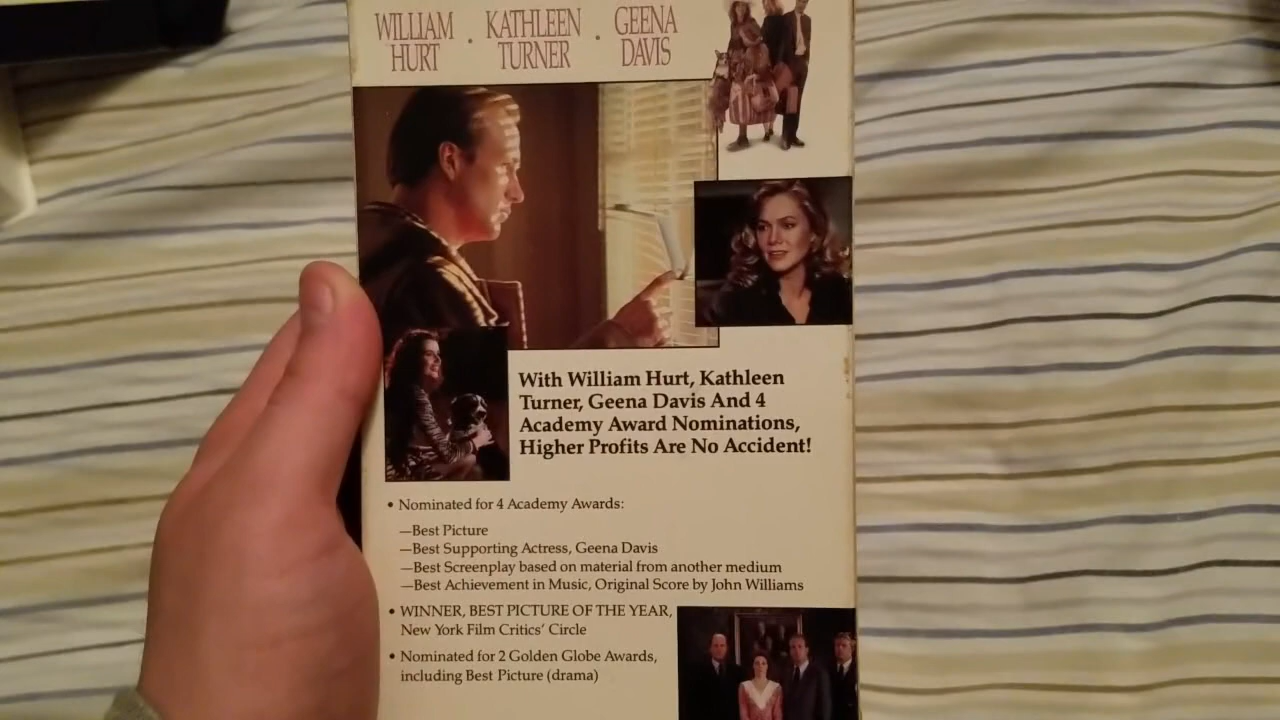 WILLIAM HURT · KATHLEEN TURNER · GEENA DAVIS
With William Hurt, Kathleen
Turner, Geena Davis And 4
Academy Award Nominations,
Higher Profits Are No Accident!
• Nominated for 4 Academy Awards:
—Best Picture
—Best Supporting Actress, Geena Davis
—Best Screenplay based on material from another medium
—Best Achievement in Music, Original Score by John Williams
• WINNER, BEST PICTURE OF THE YEAR,
New York Film Critics' Circle
• Nominated for 2 Golden Globe Awards,
including Best Picture (drama)